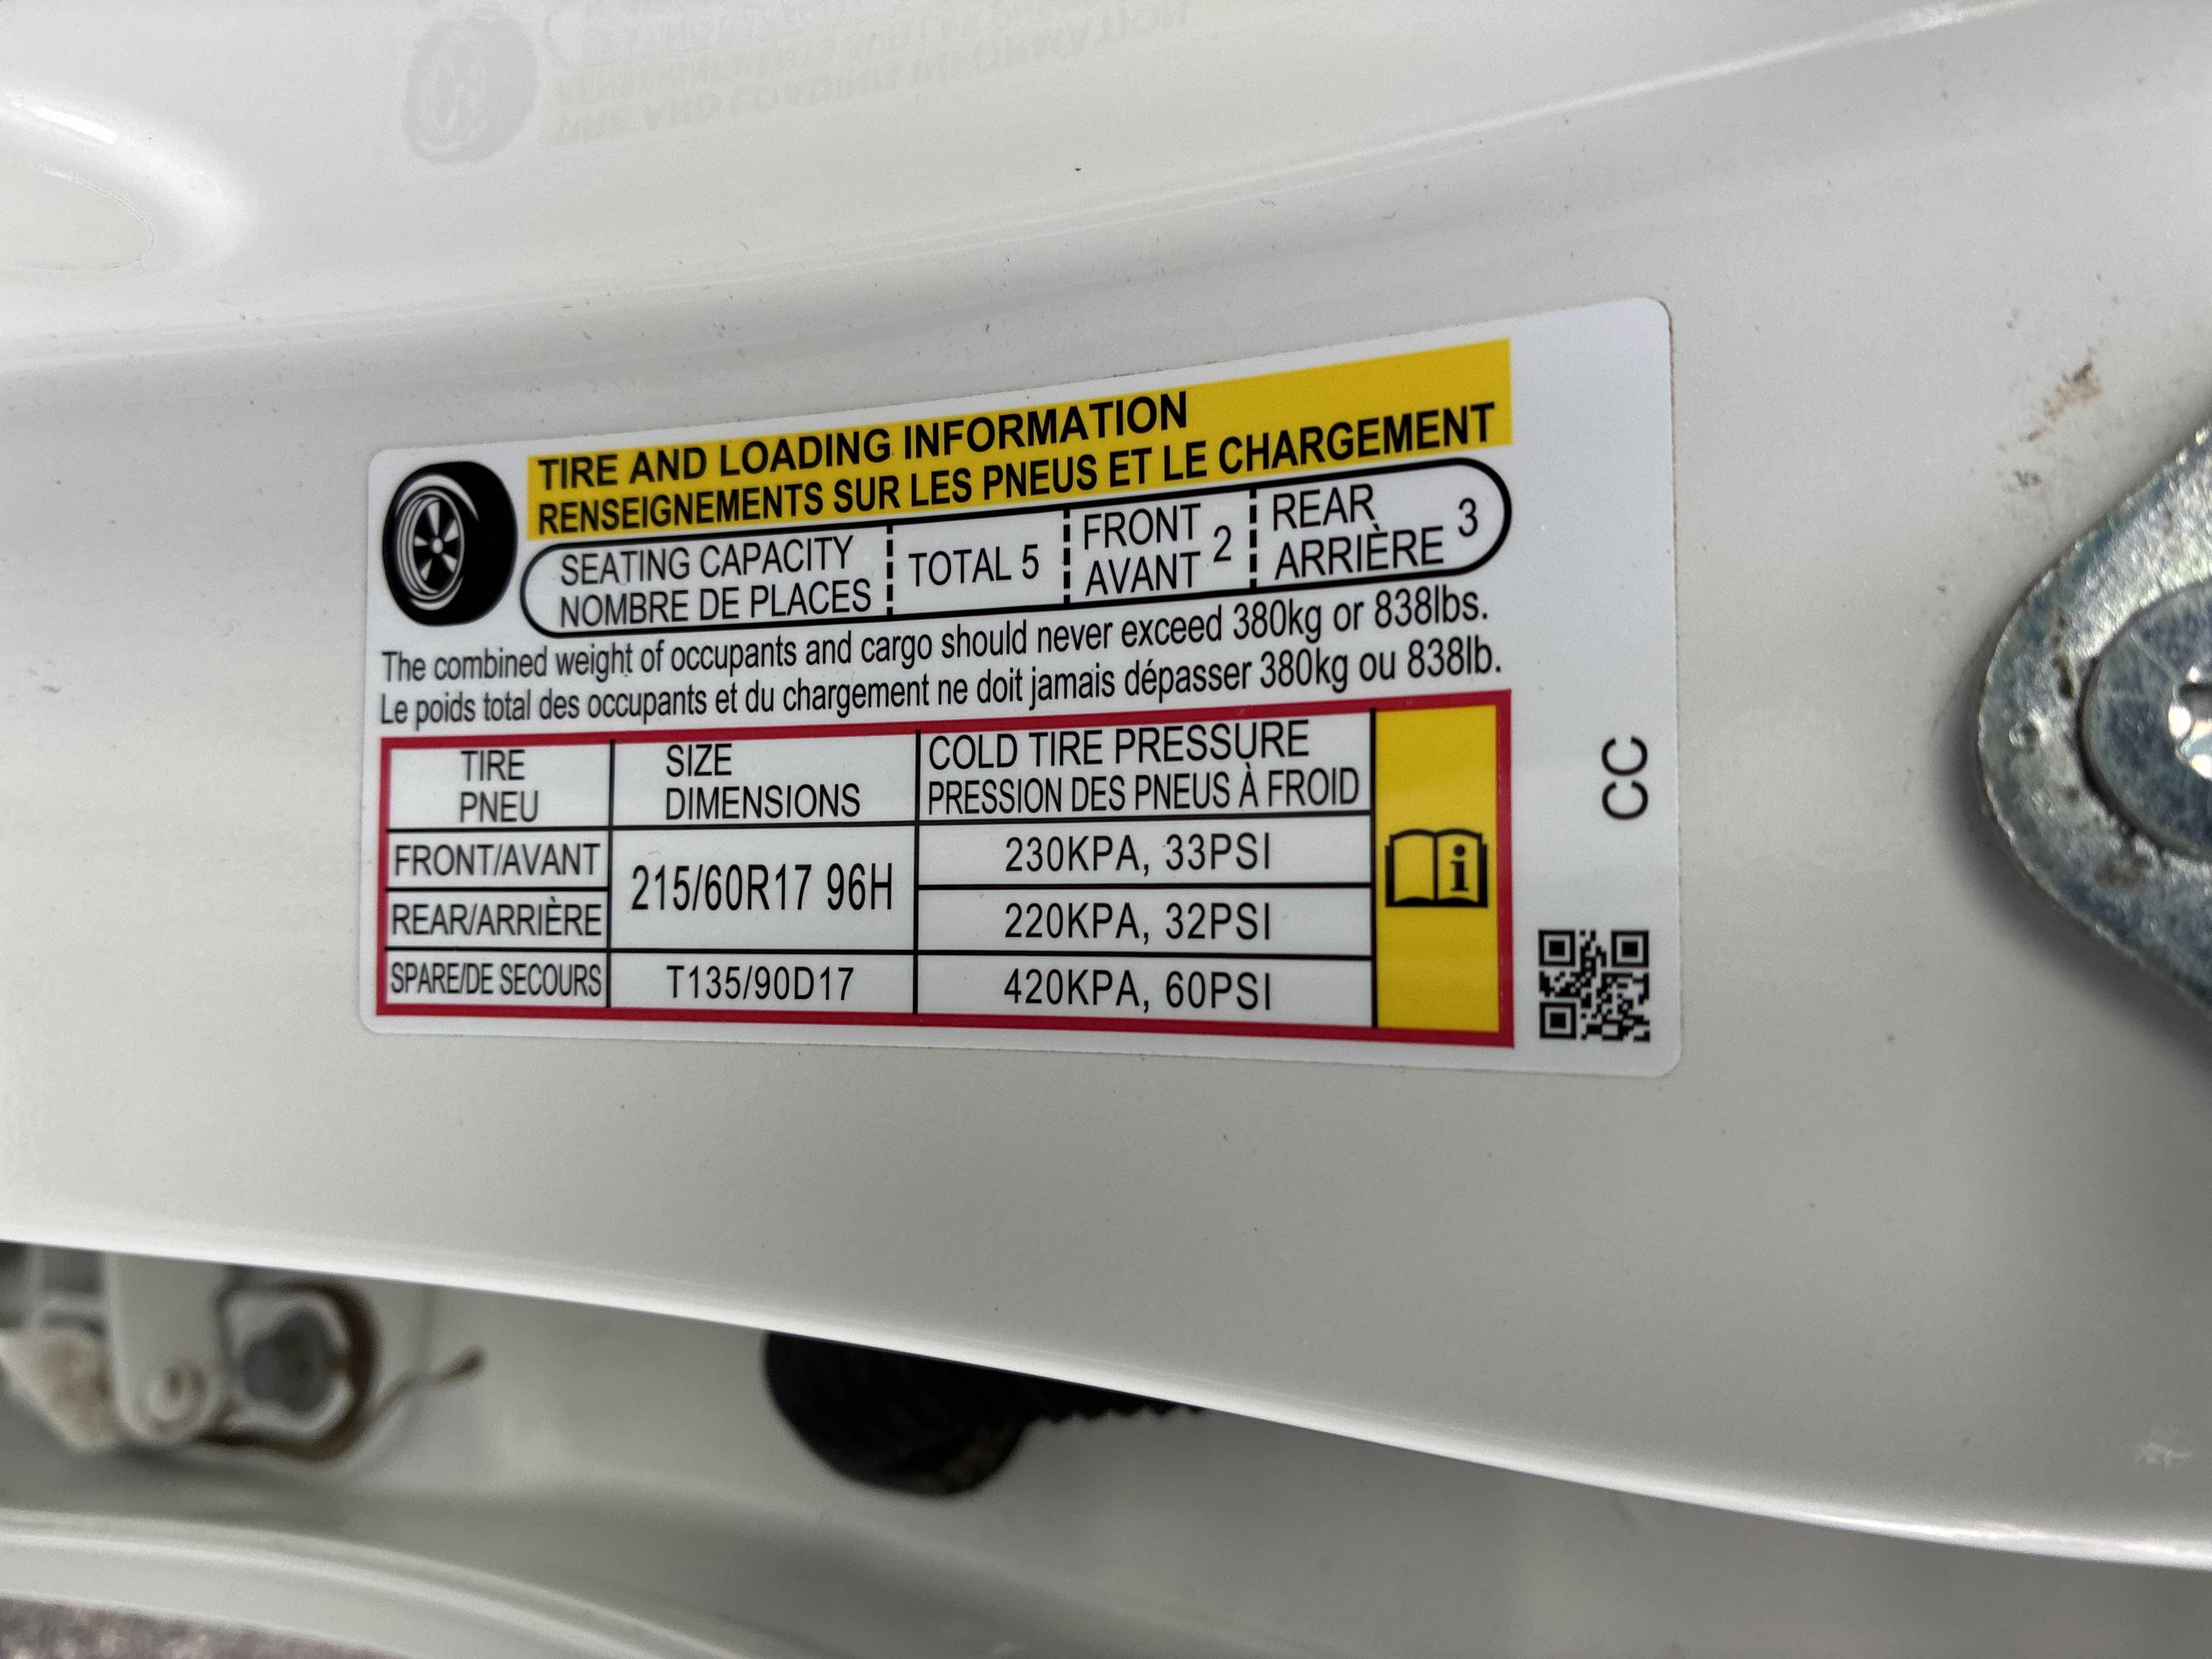 TIRE AND LOADING INFORMATION
RENSEIGNEMENTS SUR LES PNEUS ET LE CHARGEMENT
SEATING CAPACITY
NOMBRE DE PLACES
TOTAL 5
FRONT
AVANT
2
REAR
ARRIÈRE
3
The combined weight of occupants and cargo should never exceed 380kg or 838lbs.
Le poids total des occupants et du chargement ne doit jamais dépasser 380kg ou 838lb.
TIRE
PNEU
SIZE
DIMENSIONS
COLD TIRE PRESSURE
PRESSION DES PNEUS À FROID
FRONT/AVANT
215/60R17 96H
230KPA, 33PSI
REAR/ARRIÈRE
220KPA, 32PSI
SPARE/DE SECOURS
T135/90D17
420KPA, 60PSI
i
CC